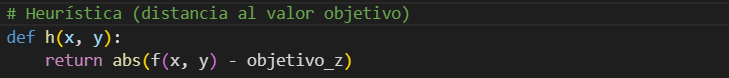 # Heurística (distancia al valor objetivo)
def h(x, y):
    return abs(f(x, y) - objetivo_z)